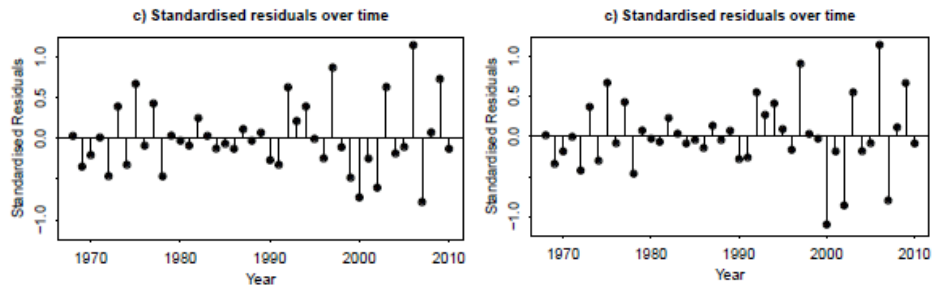 c) Standardised residuals over time
Standardised Residuals
1.0
0.5
0.0
−1.0
1970 1980 1990 2000 2010
Year
c) Standardised residuals over time
Standardised Residuals
1.0
0.5
0.0
−1.0
1970 1980 1990 2000 2010
Year